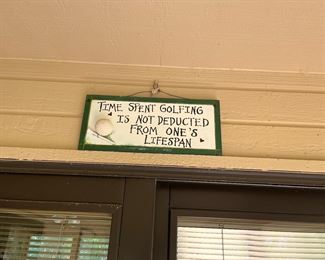 TIME SPENT GOLFING
IS NOT DEDUCTED
FROM ONE'S
LIFESPAN